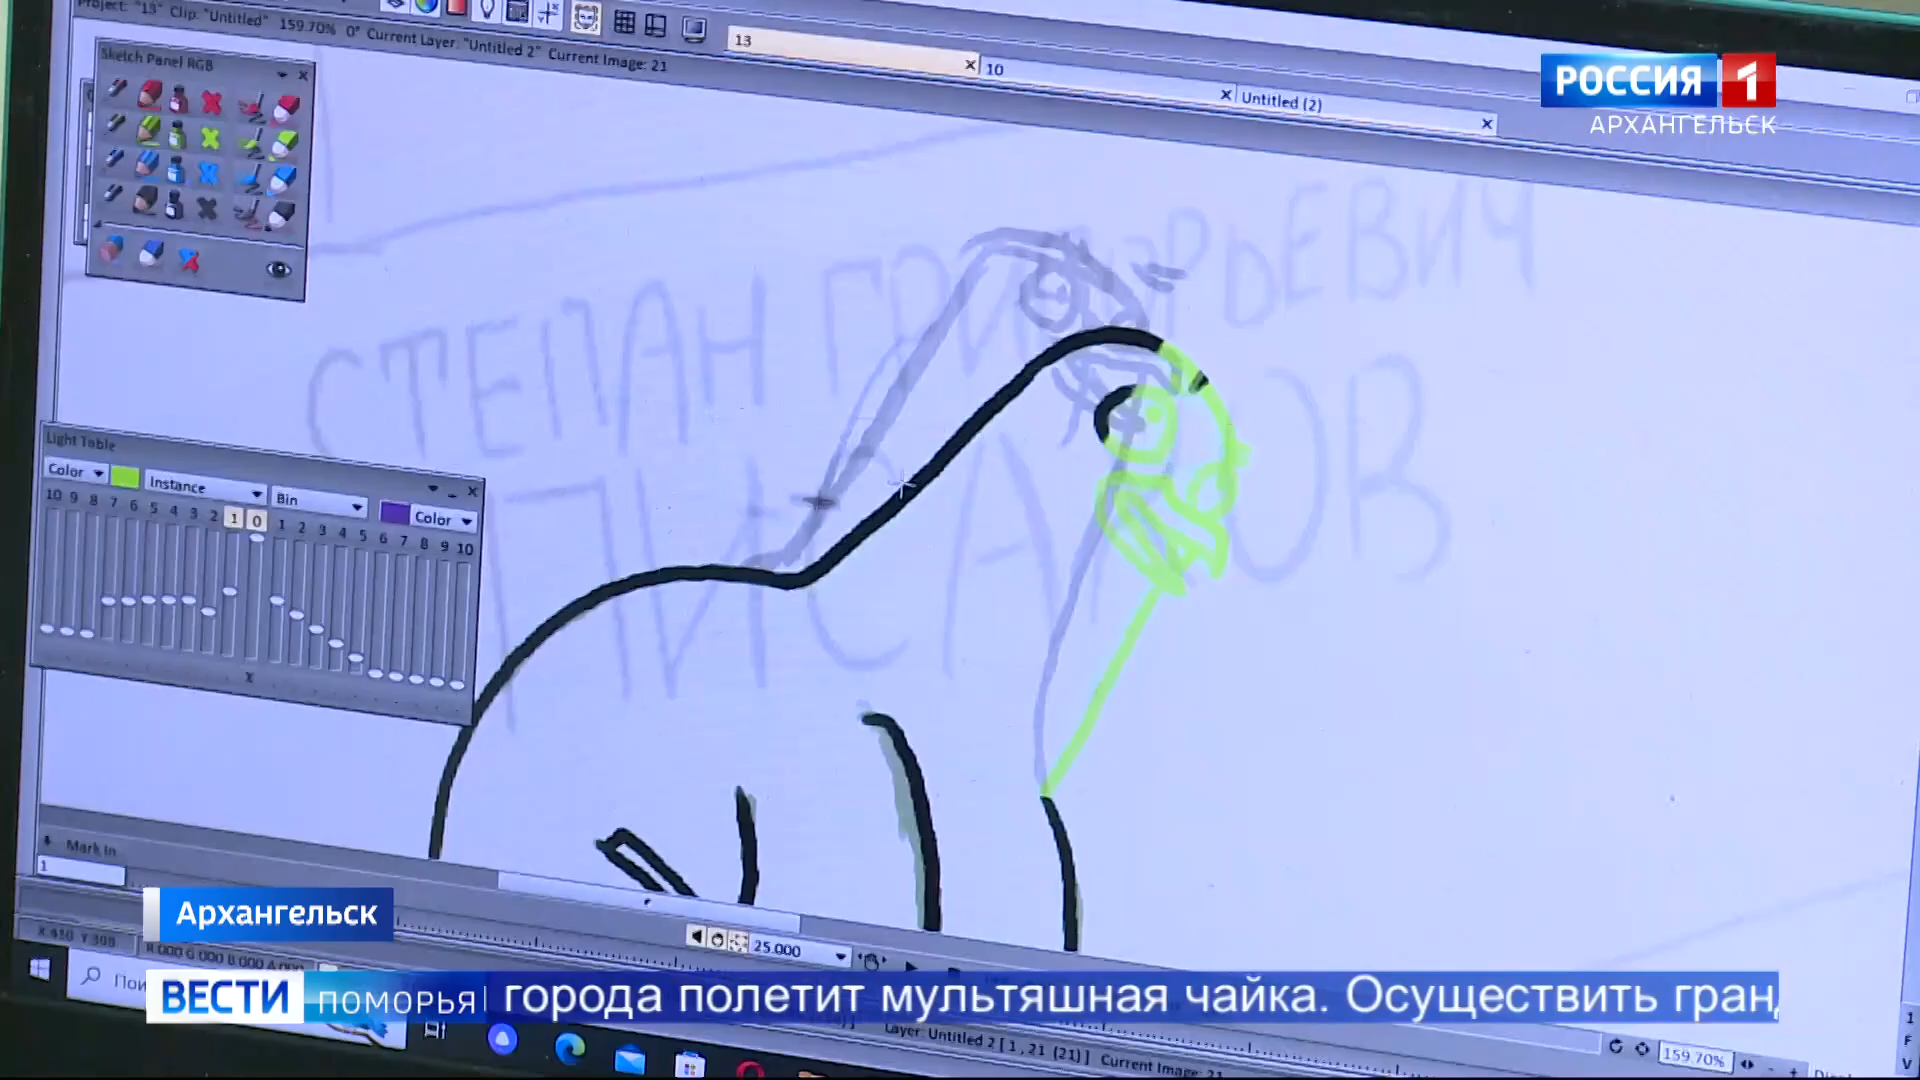 Project: "13" Clip: "Untitled" 159.70% 0° Current Layer: "Untitled 2" Current Image: 21
13
10
Untitled (2)
РОССИЯ 1
АРХАНГЕЛЬСК
Sketch Panel RGB
СТЕПАН ГРИГОРЬЕВИЧ
ПИСАХОВ
Light Table
Color Instance Bin Color
10 9 8 7 6 5 4 3 2 1 0 1 2 3 4 5 6 7 8 9 10
Mark In
1
Архангельск
25.000
ВЕСТИ ПОМОРЬЯ
города полетит мультяшная чайка. Осуществить гранд
Layer: Untitled 2 [ 1, 21 (21) ] Current Image: 21
159.70%